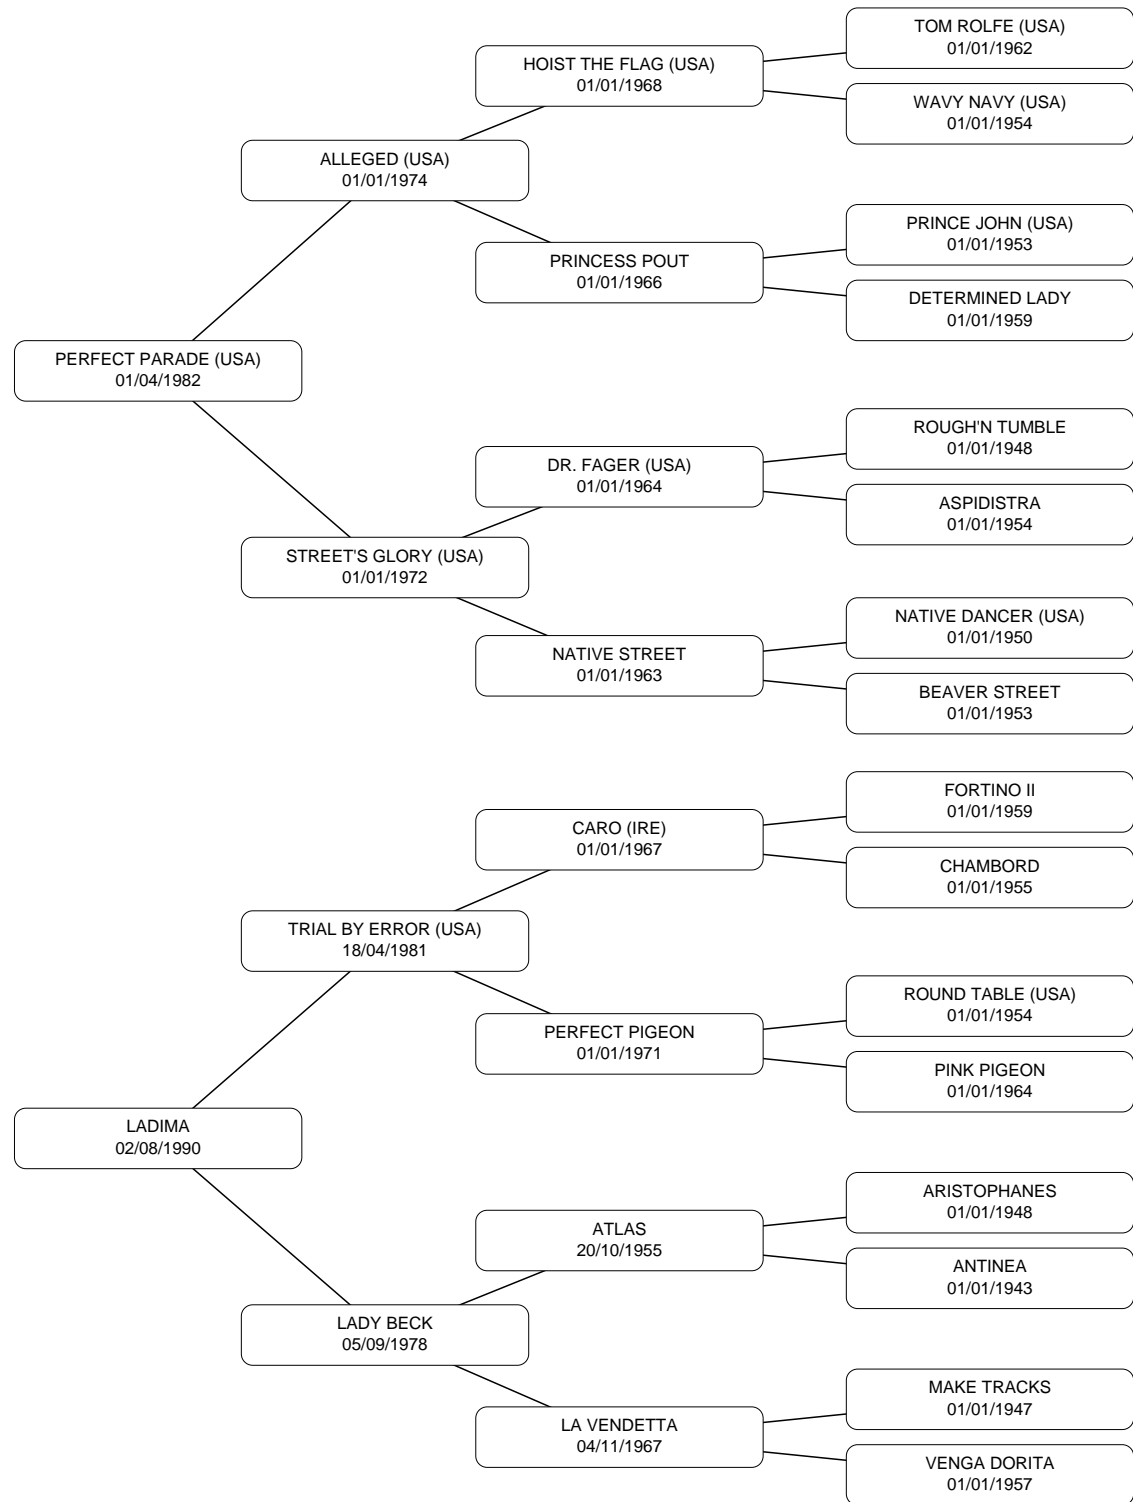 TOM ROLFE (USA)
01/01/1962
HOIST THE FLAG (USA)
01/01/1968
WAVY NAVY (USA)
01/01/1954
ALLEGED (USA)
01/01/1974
PRINCE JOHN (USA)
01/01/1953
PRINCESS POUT
01/01/1966
DETERMINED LADY
01/01/1959
PERFECT PARADE (USA)
01/04/1982
ROUGH'N TUMBLE
01/01/1948
DR. FAGER (USA)
01/01/1964
ASPIDISTRA
01/01/1954
STREET'S GLORY (USA)
01/01/1972
NATIVE DANCER (USA)
01/01/1950
NATIVE STREET
01/01/1963
BEAVER STREET
01/01/1953
FORTINO II
01/01/1959
CARO (IRE)
01/01/1967
CHAMBORD
01/01/1955
TRIAL BY ERROR (USA)
18/04/1981
ROUND TABLE (USA)
01/01/1954
PERFECT PIGEON
01/01/1971
PINK PIGEON
01/01/1964
LADIMA
02/08/1990
ARISTOPHANES
01/01/1948
ATLAS
20/10/1955
ANTINEA
01/01/1943
LADY BECK
05/09/1978
MAKE TRACKS
01/01/1947
LA VENDETTA
04/11/1967
VENGA DORITA
01/01/1957